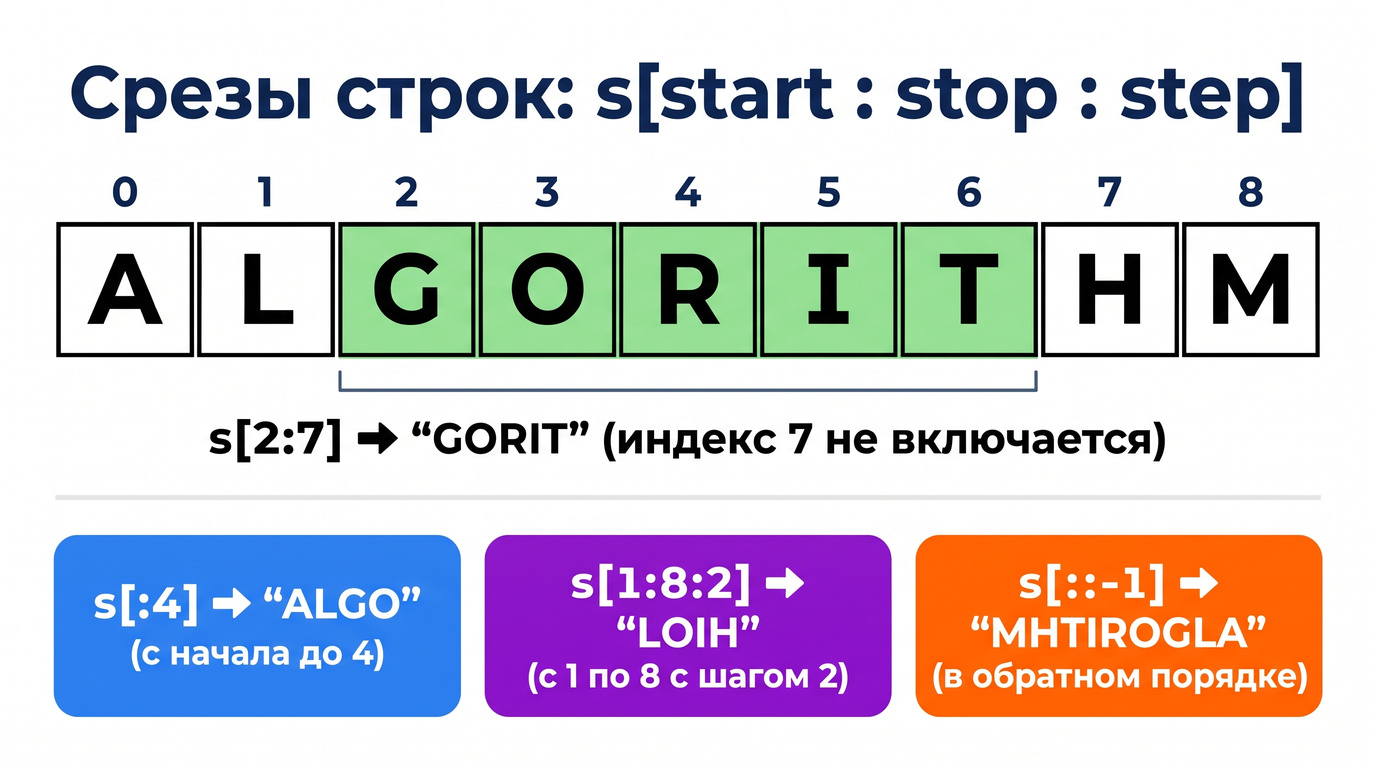 Срезы строк: s[start : stop : step]
0 1 2 3 4 5 6 7 8
A L G O R I T H M
s[2:7] ➡ “GORIT” (индекс 7 не включается)
s[:4] ➡ “ALGO”
(с начала до 4)
s[1:8:2] ➡
“LOIH”
(с 1 по 8 с шагом 2)
s[::-1] ➡
“MHTIROGLA”
(в обратном порядке)